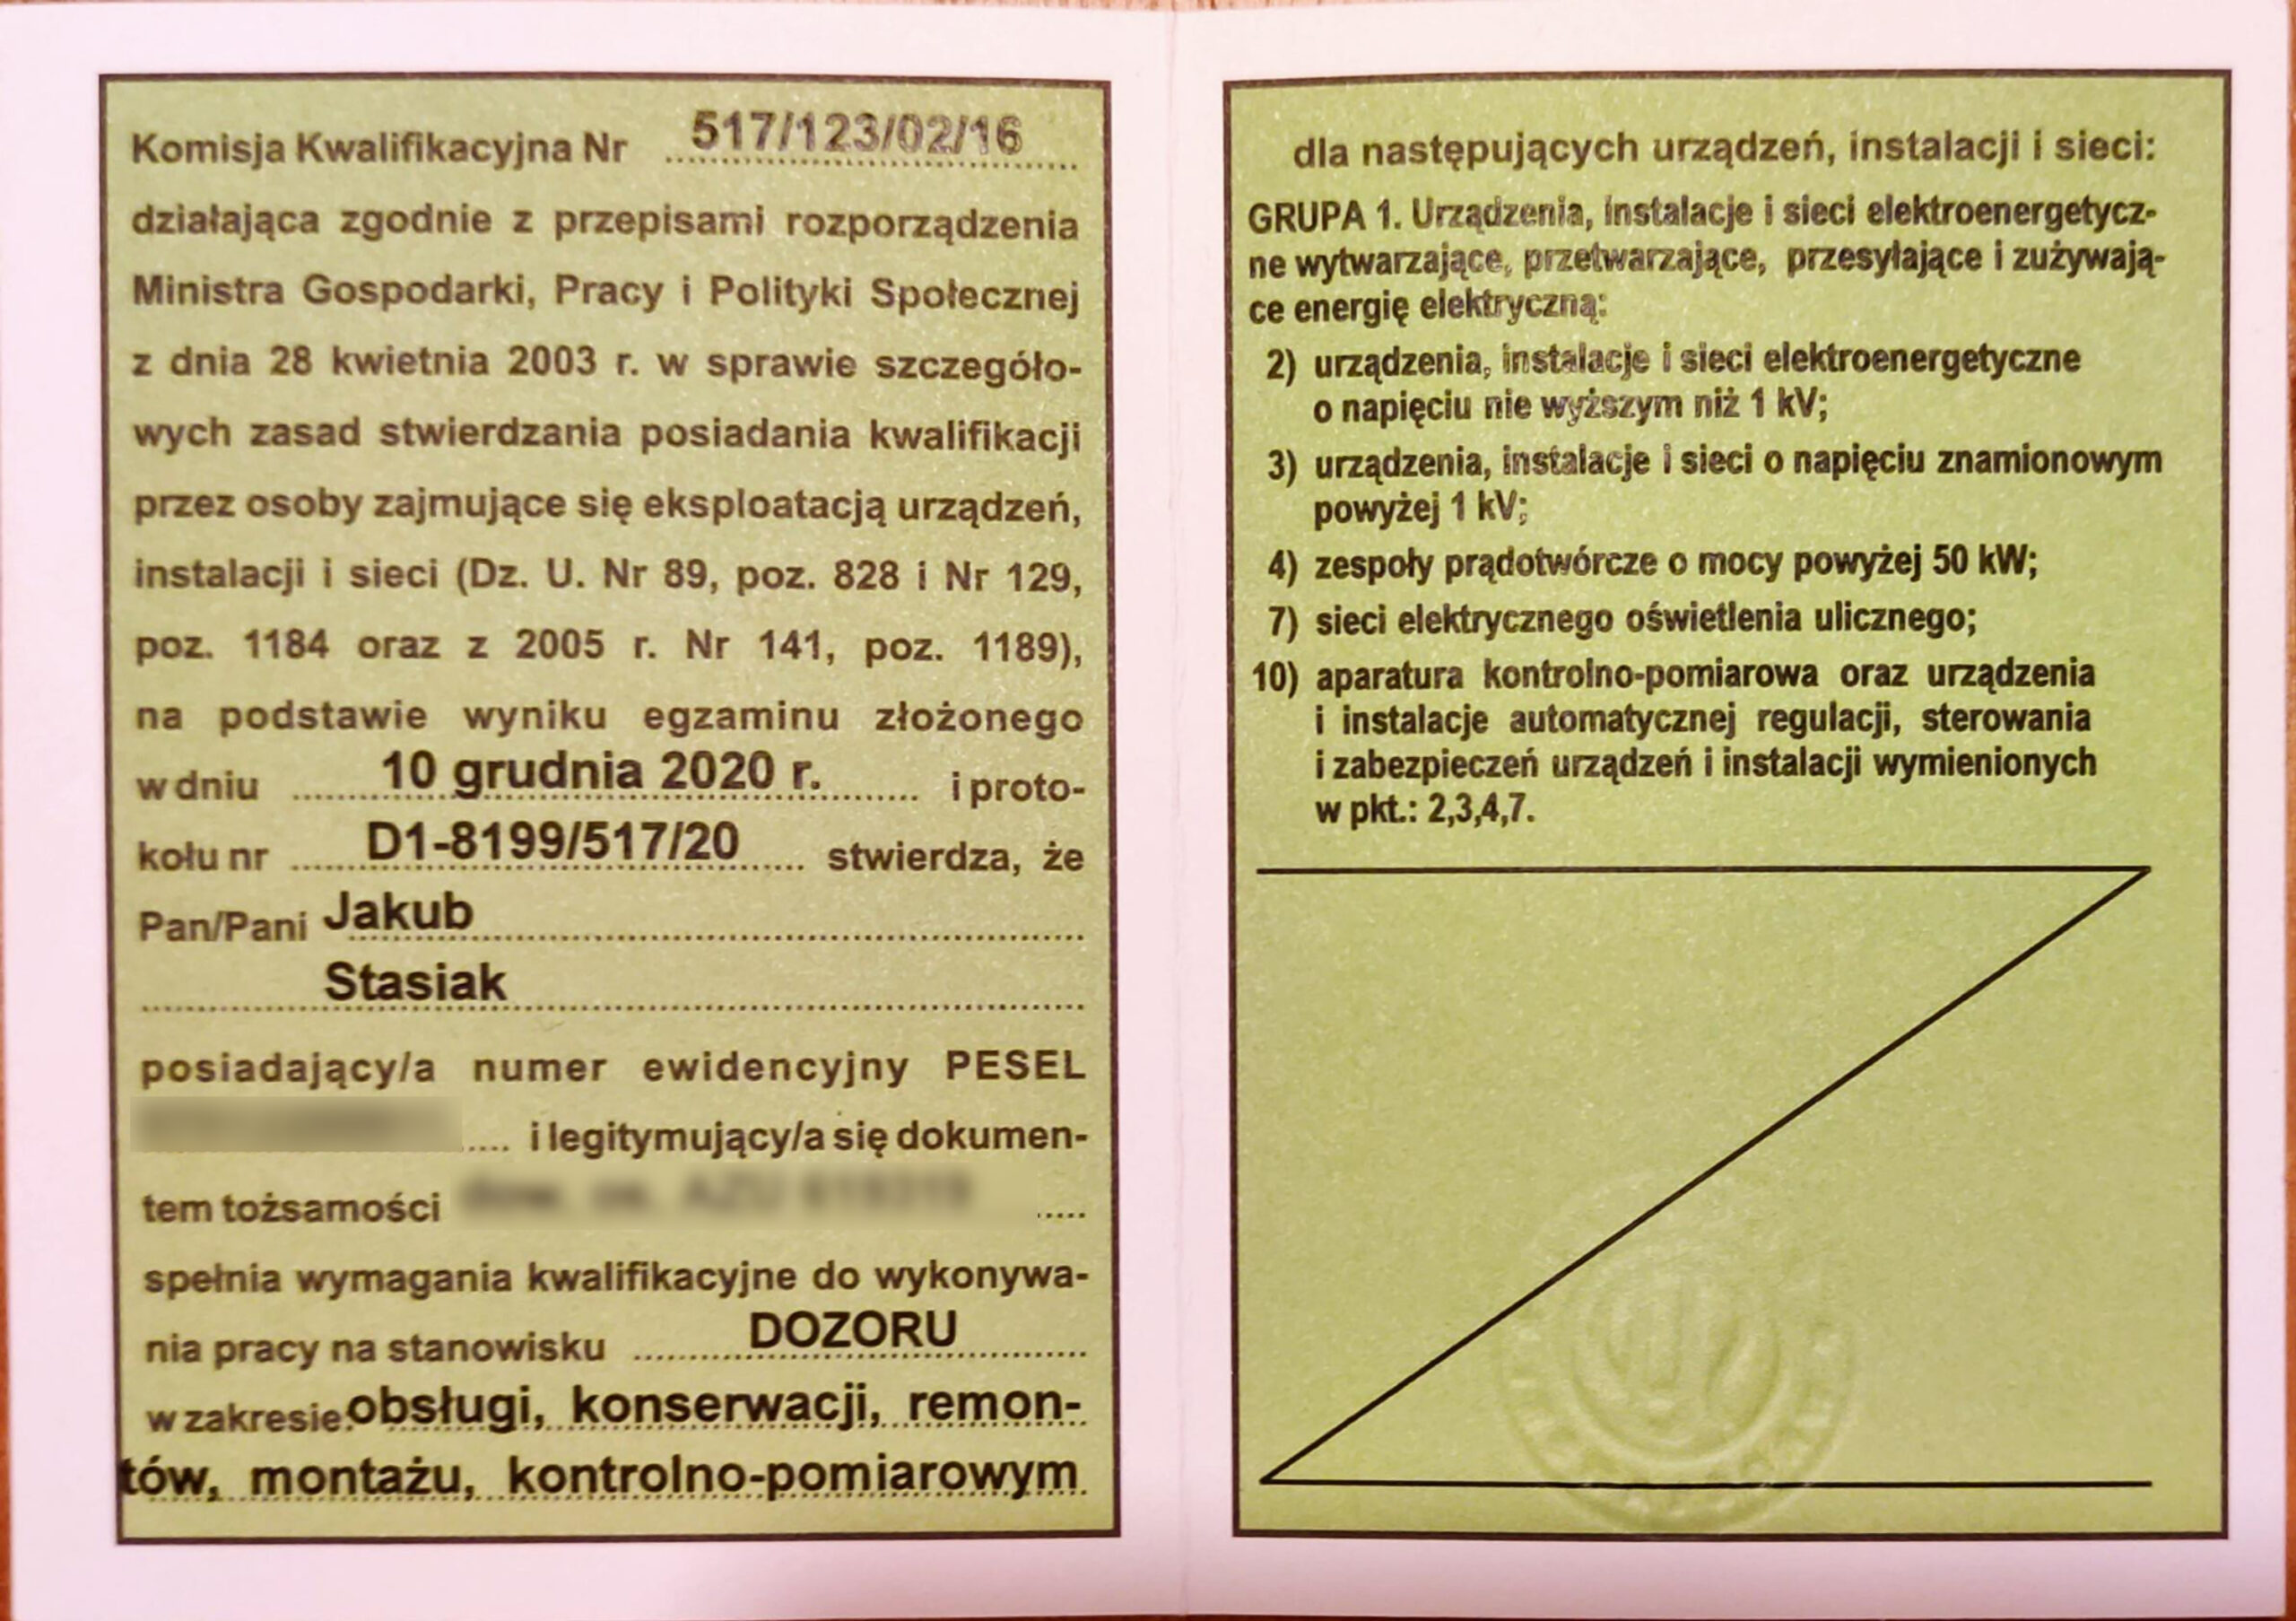 Komisja Kwalifikacyjna Nr 517/123/02/16
działająca zgodnie z przepisami rozporządzenia
Ministra Gospodarki, Pracy i Polityki Społecznej
z dnia 28 kwietnia 2003 r. w sprawie szczegóło-
wych zasad stwierdzania posiadania kwalifikacji
przez osoby zajmujące się eksploatacją urządzeń,
instalacji i sieci (Dz. U. Nr 89, poz. 828 i Nr 129,
poz. 1184 oraz z 2005 r. Nr 141, poz. 1189),
na podstawie wyniku egzaminu złożonego
w dniu 10 grudnia 2020 r. i proto-
kołu nr D1-8199/517/20 stwierdza, że
Pan/Pani Jakub
Stasiak
posiadający/a numer ewidencyjny PESEL
i legitymujący/a się dokumen-
tem tożsamości
spełnia wymagania kwalifikacyjne do wykonywa-
nia pracy na stanowisku DOZORU
w zakresie: obsługi, konserwacji, remon-
tów, montażu, kontrolno-pomiarowym
dla następujących urządzeń, instalacji i sieci:
GRUPA 1. Urządzenia, instalacje i sieci elektroenergetycz-
ne wytwarzające, przetwarzające, przesyłające i zużywają-
ce energię elektryczną:
2) urządzenia, instalacje i sieci elektroenergetyczne
o napięciu nie wyższym niż 1 kV;
3) urządzenia, instalacje i sieci o napięciu znamionowym
powyżej 1 kV;
4) zespoły prądotwórcze o mocy powyżej 50 kW;
7) sieci elektrycznego oświetlenia ulicznego;
10) aparatura kontrolno-pomiarowa oraz urządzenia
i instalacje automatycznej regulacji, sterowania
i zabezpieczeń urządzeń i instalacji wymienionych
w pkt.: 2,3,4,7.